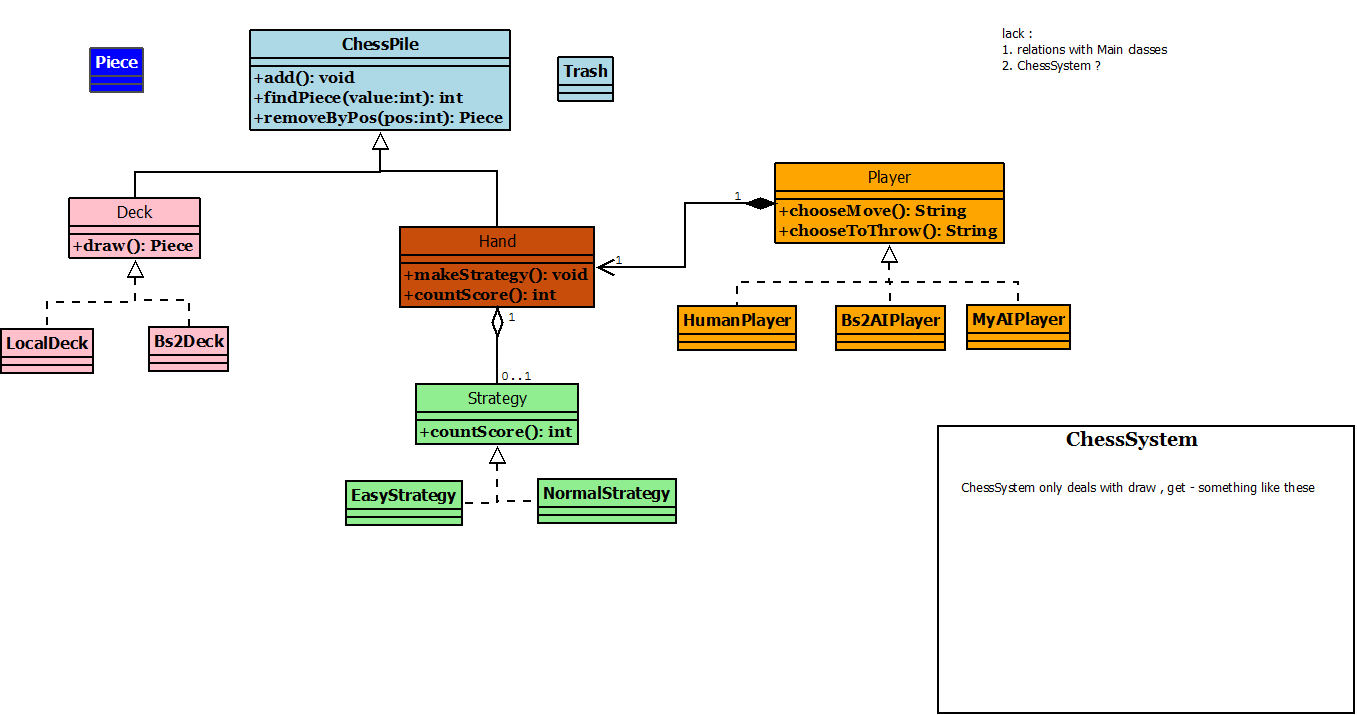 lack :
1. relations with Main classes
2. ChessSystem ?
Piece
ChessPile
+add(): void
+findPiece(value:int): int
+removeByPos(pos:int): Piece
Trash
Deck
+draw(): Piece
Hand
+makeStrategy(): void
+countScore(): int
1
1
Player
+chooseMove(): String
+chooseToThrow(): String
LocalDeck
Bs2Deck
1
0..1
HumanPlayer
Bs2AIPlayer
MyAIPlayer
Strategy
+countScore(): int
EasyStrategy
NormalStrategy
ChessSystem
ChessSystem only deals with draw , get - something like these